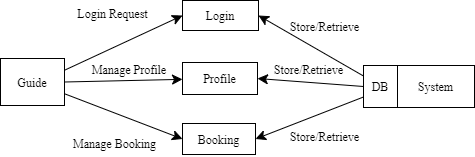 Login Request
Login
Store/Retrieve
Guide
Manage Profile
Profile
Store/Retrieve
DB
System
Manage Booking
Booking
Store/Retrieve